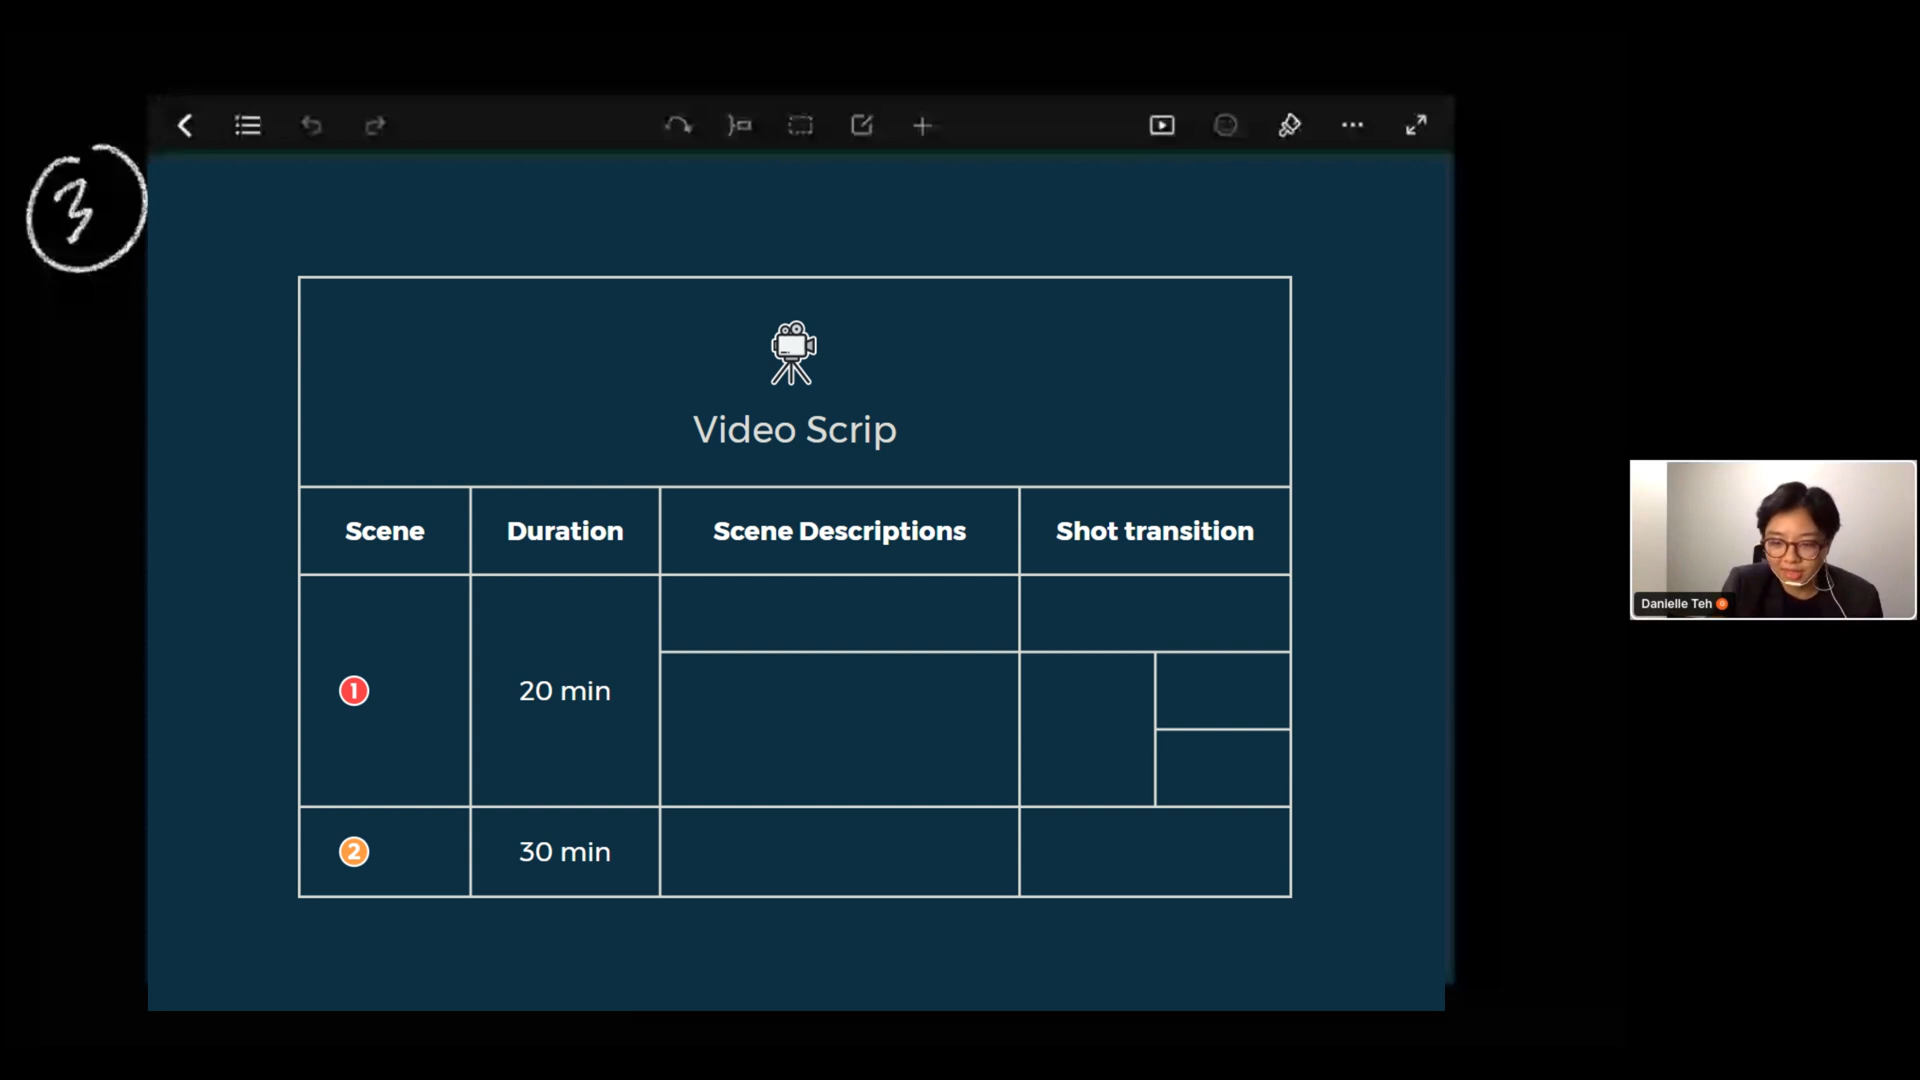 3
Video Scrip
Scene Duration Scene Descriptions Shot transition
1 20 min
2 30 min
Danielle Teh